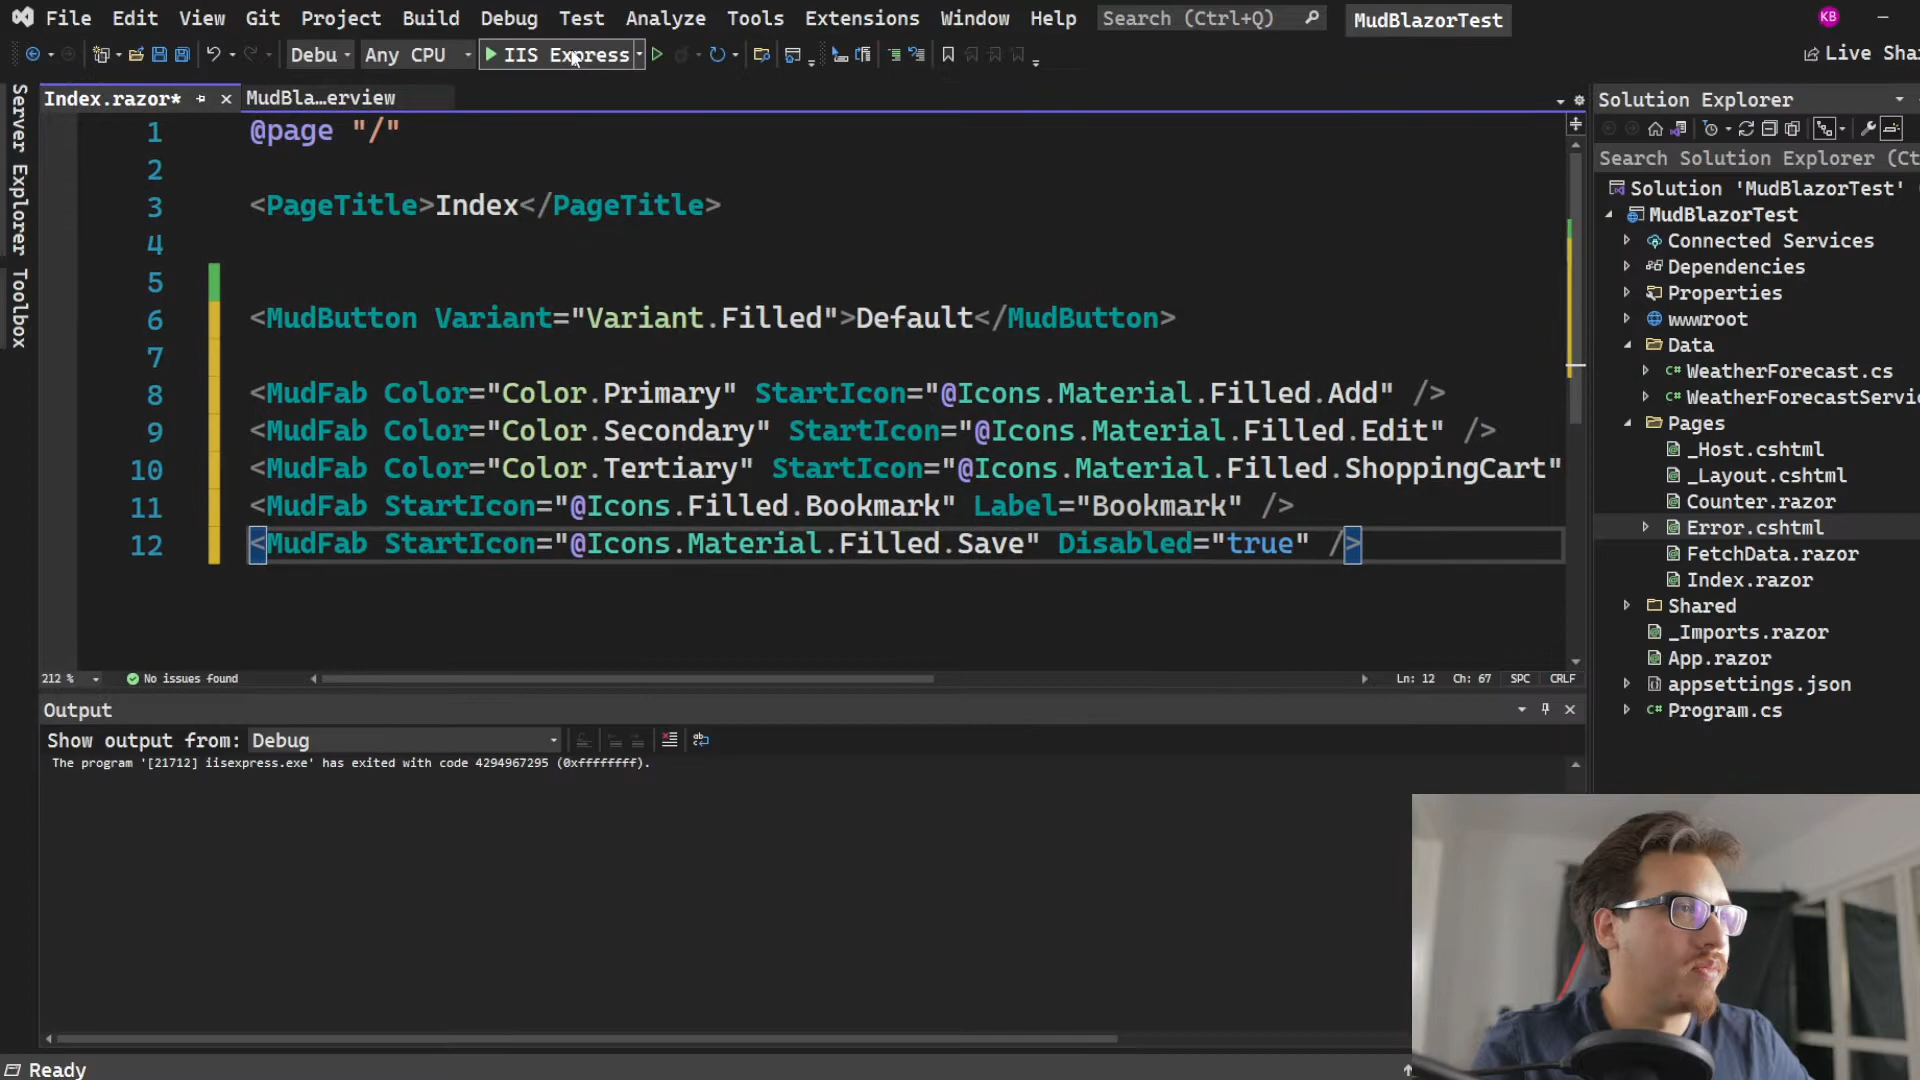 File Edit View Git Project Build Debug Test Analyze Tools Extensions Window Help Search (Ctrl+Q) MudBlazorTest KB
Debu Any CPU IIS Express Live Sha
Index.razor* MudBla…erview
Server Explorer
Toolbox
1 @page "/"
2
3 <PageTitle>Index</PageTitle>
4
5
6 <MudButton Variant="Variant.Filled">Default</MudButton>
7
8 <MudFab Color="Color.Primary" StartIcon="@Icons.Material.Filled.Add" />
9 <MudFab Color="Color.Secondary" StartIcon="@Icons.Material.Filled.Edit" />
10 <MudFab Color="Color.Tertiary" StartIcon="@Icons.Material.Filled.ShoppingCart"
11 <MudFab StartIcon="@Icons.Filled.Bookmark" Label="Bookmark" />
12 <MudFab StartIcon="@Icons.Material.Filled.Save" Disabled="true" />
212 % No issues found Ln: 12 Ch: 67 SPC CRLF
Output
Show output from: Debug
The program '[21712] iisexpress.exe' has exited with code 4294967295 (0xffffffff).
Solution Explorer
Search Solution Explorer (Ct
Solution 'MudBlazorTest' (
MudBlazorTest
Connected Services
Dependencies
Properties
wwwroot
Data
WeatherForecast.cs
WeatherForecastServi
Pages
_Host.cshtml
_Layout.cshtml
Counter.razor
Error.cshtml
FetchData.razor
Index.razor
Shared
_Imports.razor
App.razor
appsettings.json
Program.cs
Ready